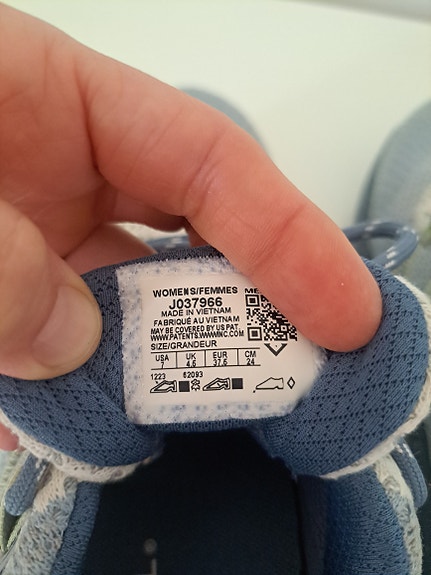 WOMENS/FEMMES
J037966
MADE IN VIETNAM
FABRIQUÉ AU VIETNAM
MAY BE COVERED BY US PAT.
WWW.PATENTS.WWWINC.COM
SIZE/GRANDEUR
USA UK EUR CM
7 4.5 37.5 24
1223 62093